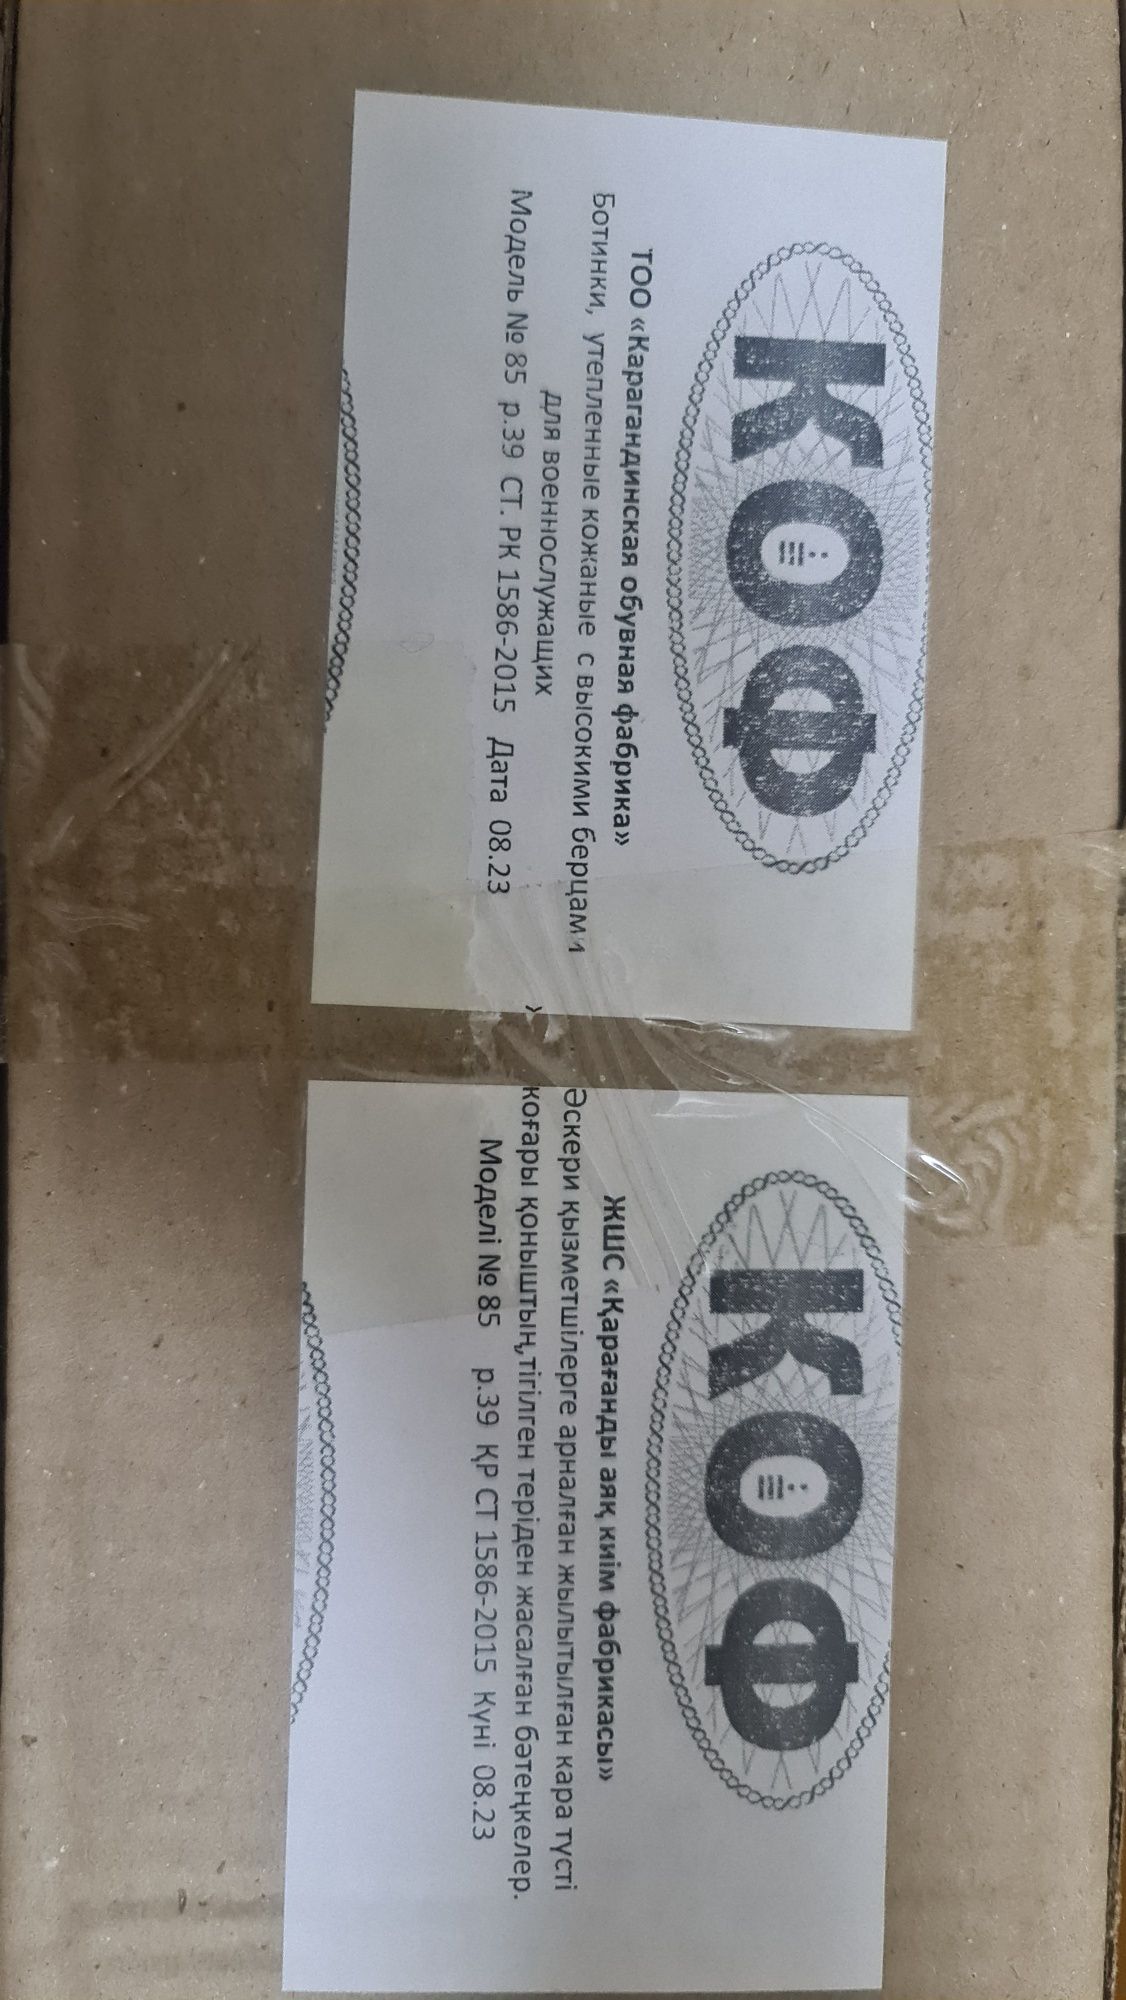 КОФ
ТОО «Карагандинская обувная фабрика»
Ботинки, утепленные кожаные с высокими берцами
для военнослужащих
Модель № 85 р.39 СТ. РК 1586-2015 Дата 08.23
КОФ
ЖШС «Қарағанды аяқ киім фабрикасы»
Әскери қызметшілерге арналған жылытылған кара түсті
жоғары қоныштың,тігілген теріден жасалған бәтеңкелер.
Моделі № 85 р.39 ҚР СТ 1586-2015 Күні 08.23